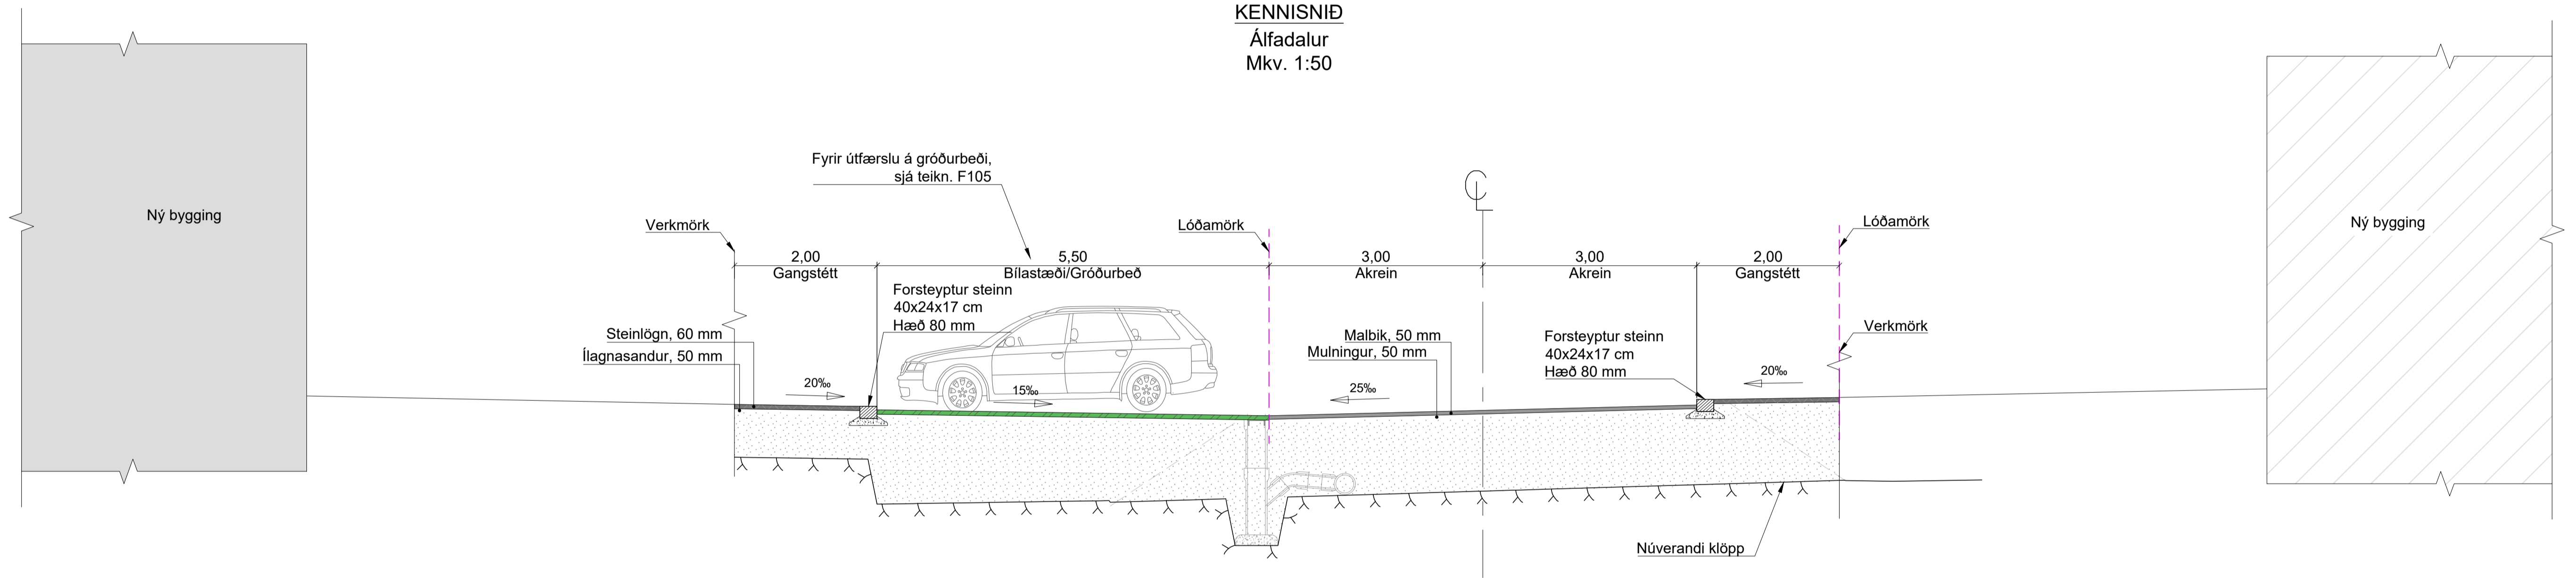 KENNISNIÐ
Álfadalur
Mkv. 1:50
Fyrir útfærslu á gróðurbeði,
sjá teikn. F105
Ný bygging
Ný bygging
Verkmörk
Lóðamörk
Lóðamörk
2,00
5,50
3,00
3,00
2,00
Gangstétt
Bílastæði/Gróðurbeð
Akrein
Akrein
Gangstétt
Forsteyptur steinn
40x24x17 cm
Hæð 80 mm
Steinlögn, 60 mm
Ílagnasandur, 50 mm
Malbik, 50 mm
Mulningur, 50 mm
Forsteyptur steinn
40x24x17 cm
Hæð 80 mm
Verkmörk
20‰
15‰
25‰
20‰
Núverandi klöpp